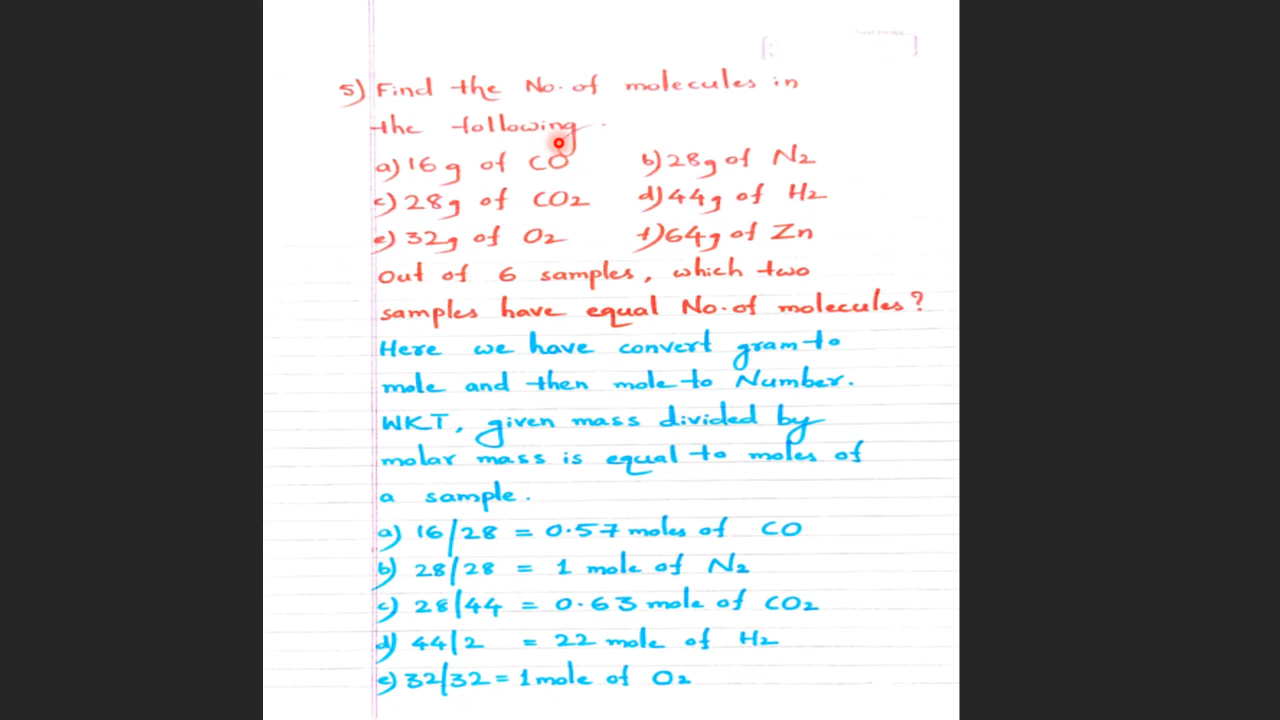 5) Find the No. of molecules in
the following.
a) 16g of CO b) 28g of N2
c) 28g of CO2 d) 44g of H2
e) 32g of O2 f) 64g of Zn
out of 6 samples, which two
samples have equal No. of molecules?
Here we have convert gram to
mole and then mole to Number.
WKT, given mass divided by
molar mass is equal to moles of
a sample.
a) 16/28 = 0.57 moles of CO
b) 28/28 = 1 mole of N2
c) 28/44 = 0.63 mole of CO2
d) 44/2 = 22 mole of H2
e) 32/32 = 1 mole of O2